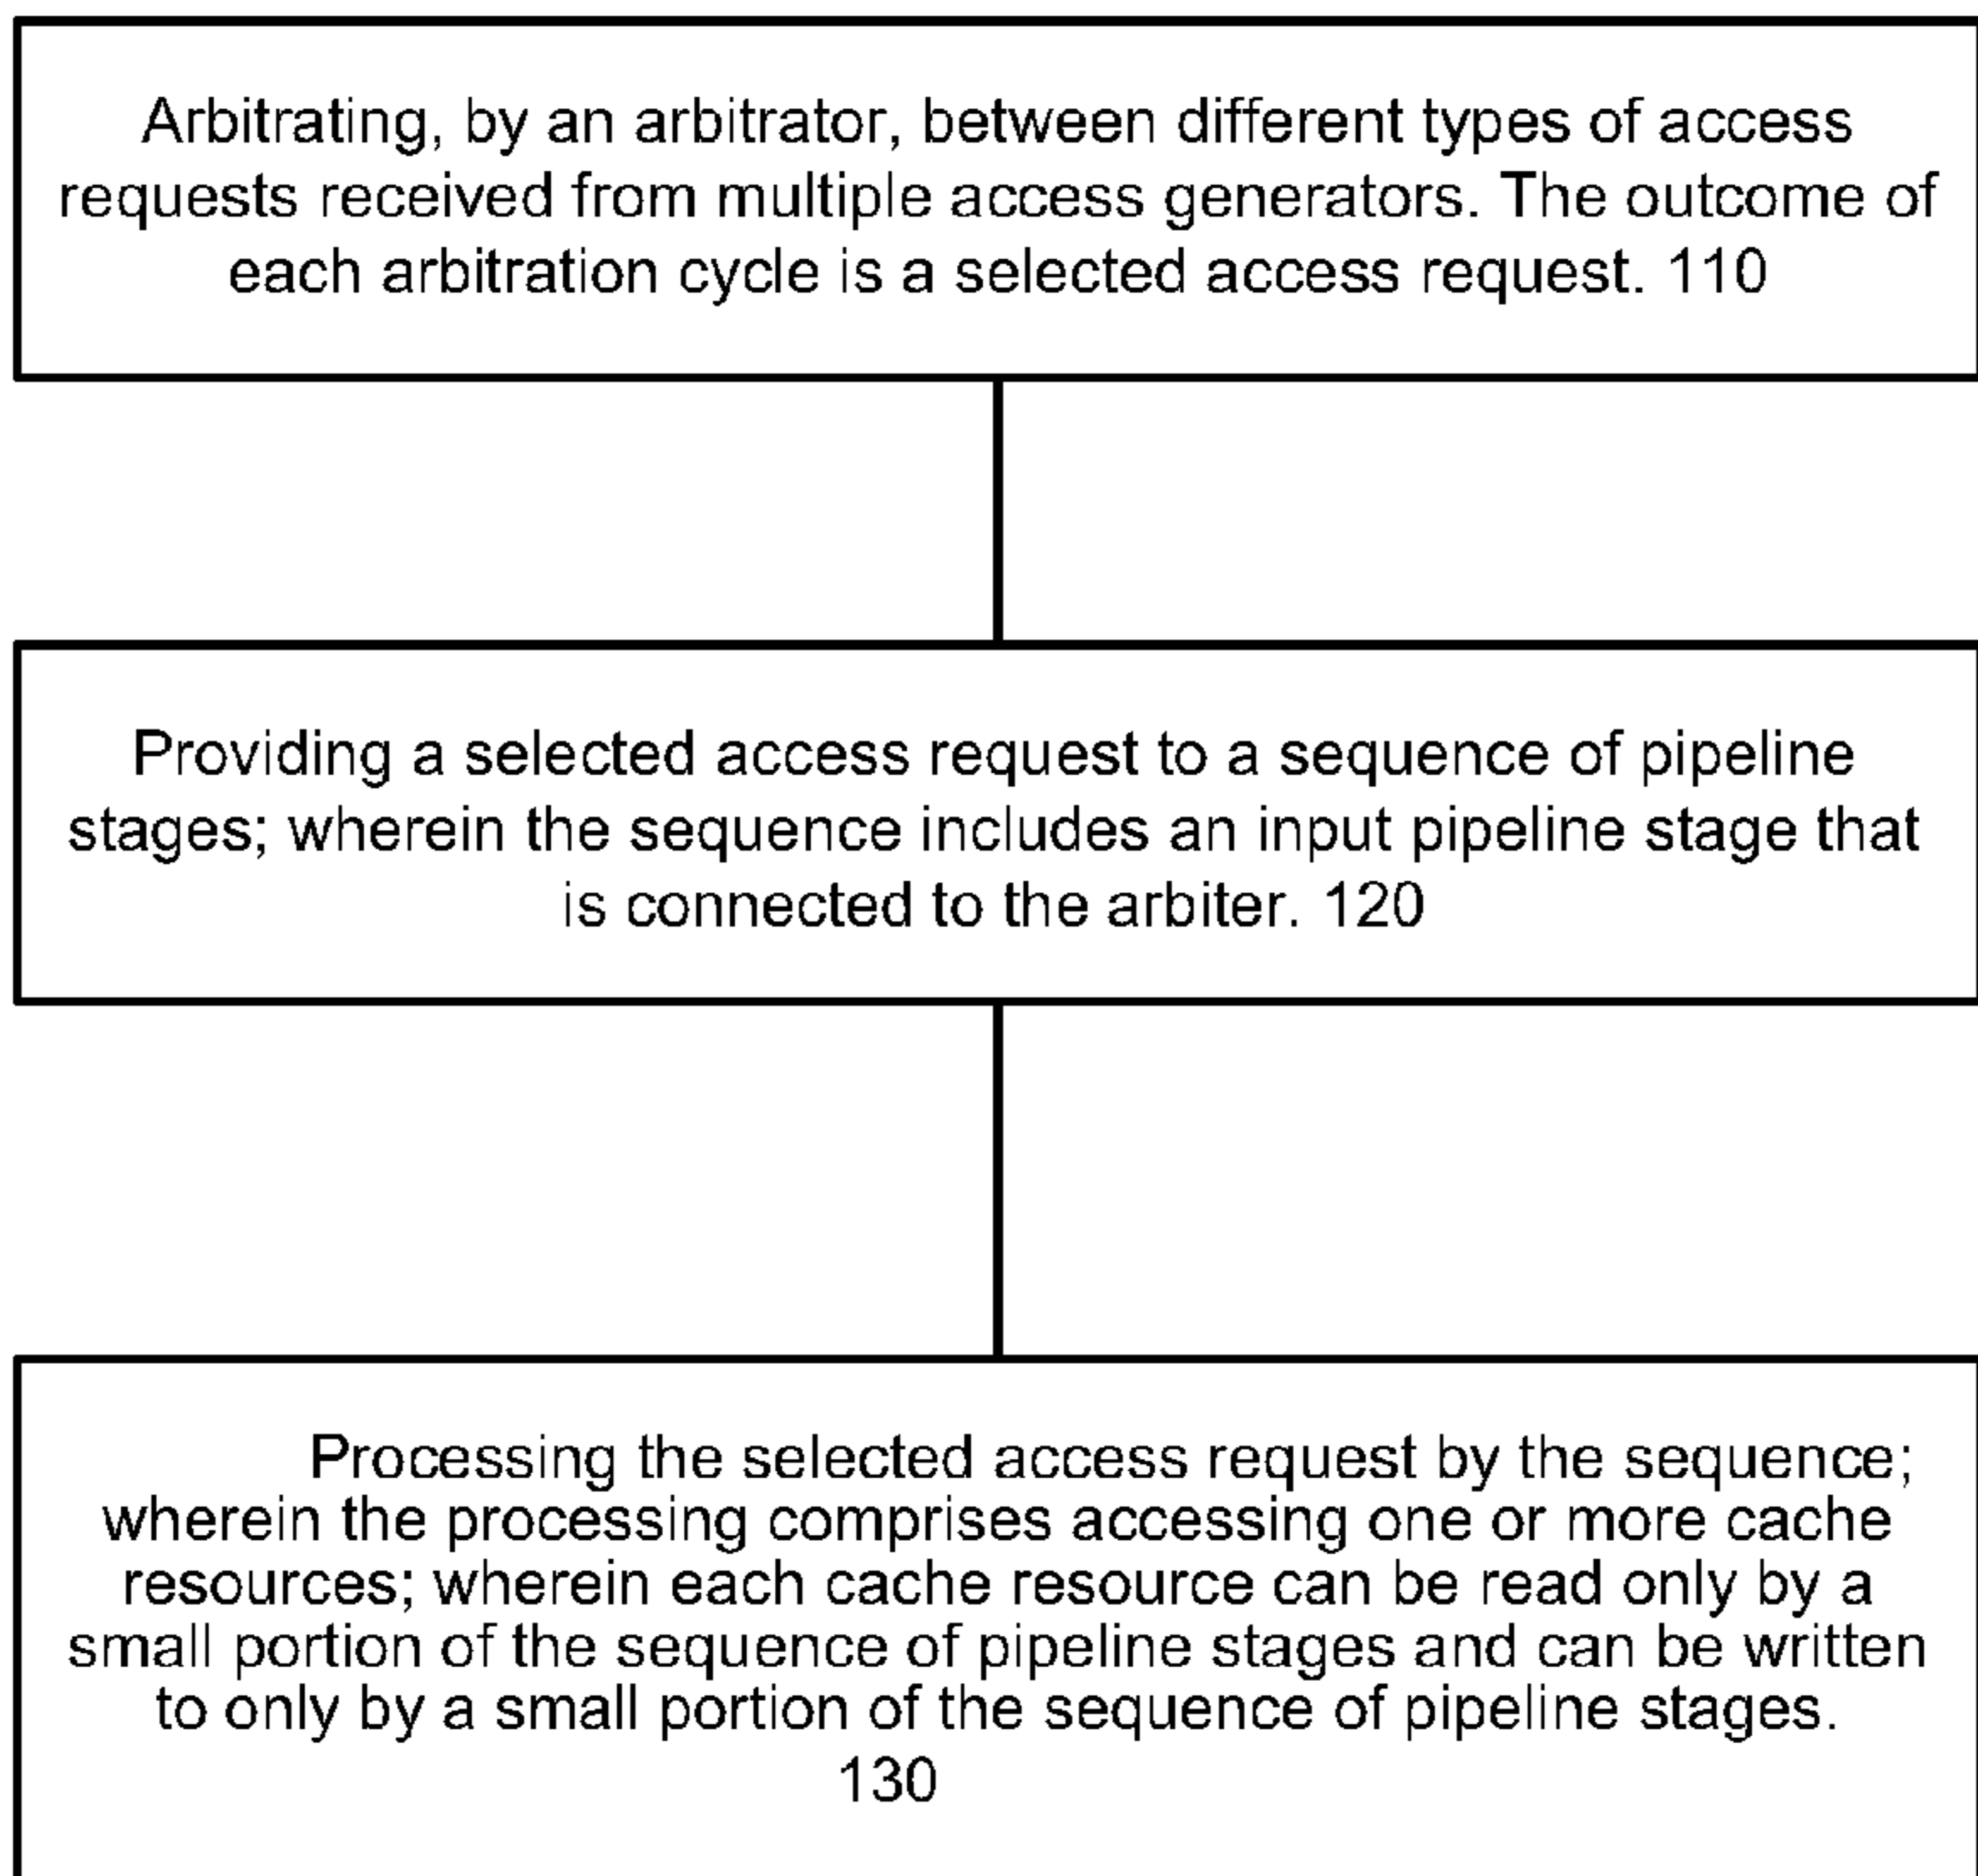 Arbitrating, by an arbitrator, between different types of access
requests received from multiple access generators. The outcome of
each arbitration cycle is a selected access request. 110
Providing a selected access request to a sequence of pipeline
stages; wherein the sequence includes an input pipeline stage that
is connected to the arbiter. 120
Processing the selected access request by the sequence;
wherein the processing comprises accessing one or more cache
resources; wherein each cache resource can be read only by a
small portion of the sequence of pipeline stages and can be written
to only by a small portion of the sequence of pipeline stages.
130